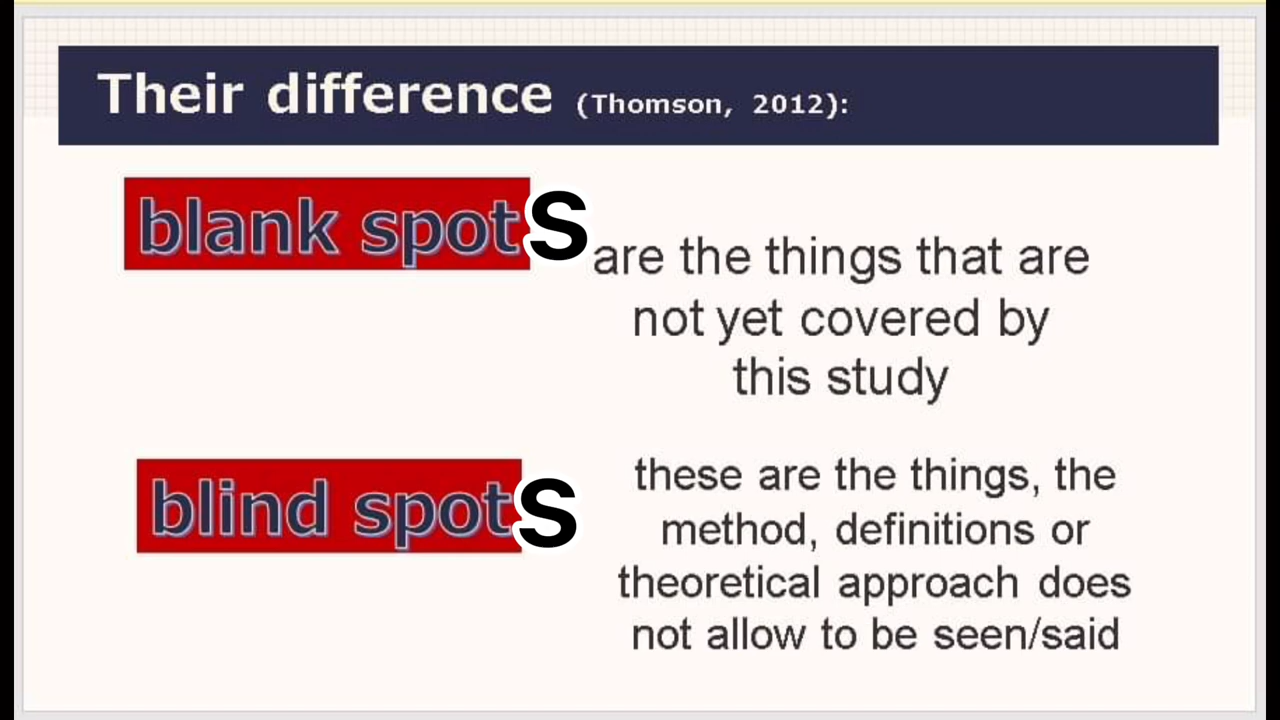 Their difference (Thomson, 2012):
blank spots
are the things that are
not yet covered by
this study
blind spots
these are the things, the
method, definitions or
theoretical approach does
not allow to be seen/said